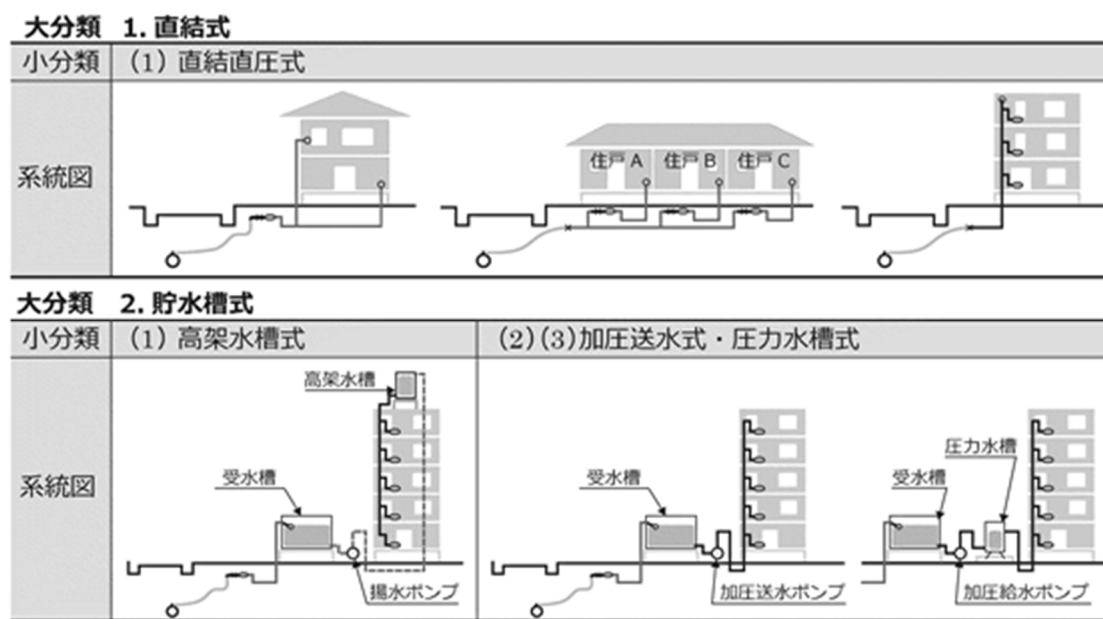 大分類 1. 直結式
小分類 (1) 直結直圧式
系統図
住戸A 住戸B 住戸C
大分類 2. 貯水槽式
小分類 (1) 高架水槽式 (2)(3)加圧送水式・圧力水槽式
系統図
高架水槽
受水槽
揚水ポンプ
受水槽
加圧送水ポンプ
圧力水槽
受水槽
加圧給水ポンプ